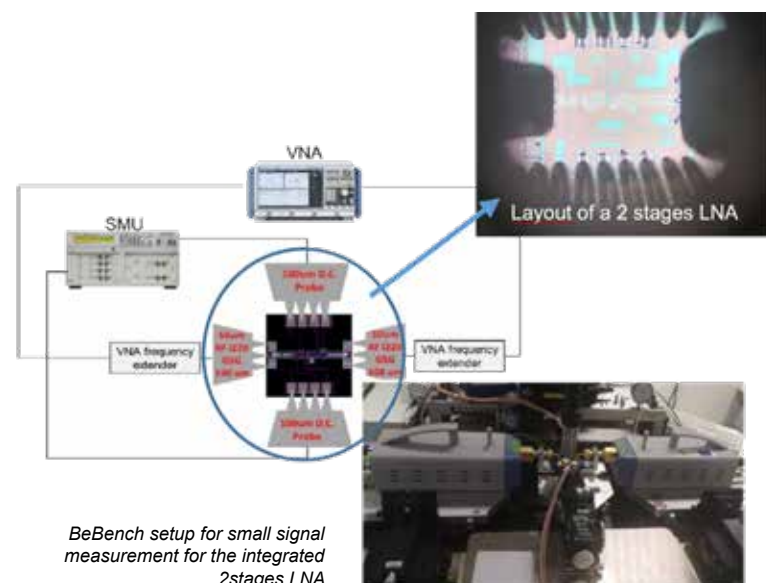 VNA
Layout of a 2 stages LNA
SMU
100um D.C.
Probe
VNA frequency
extender
VNA frequency
extender
100um D.C.
Probe
BeBench setup for small signal
measurement for the integrated
2stages LNA